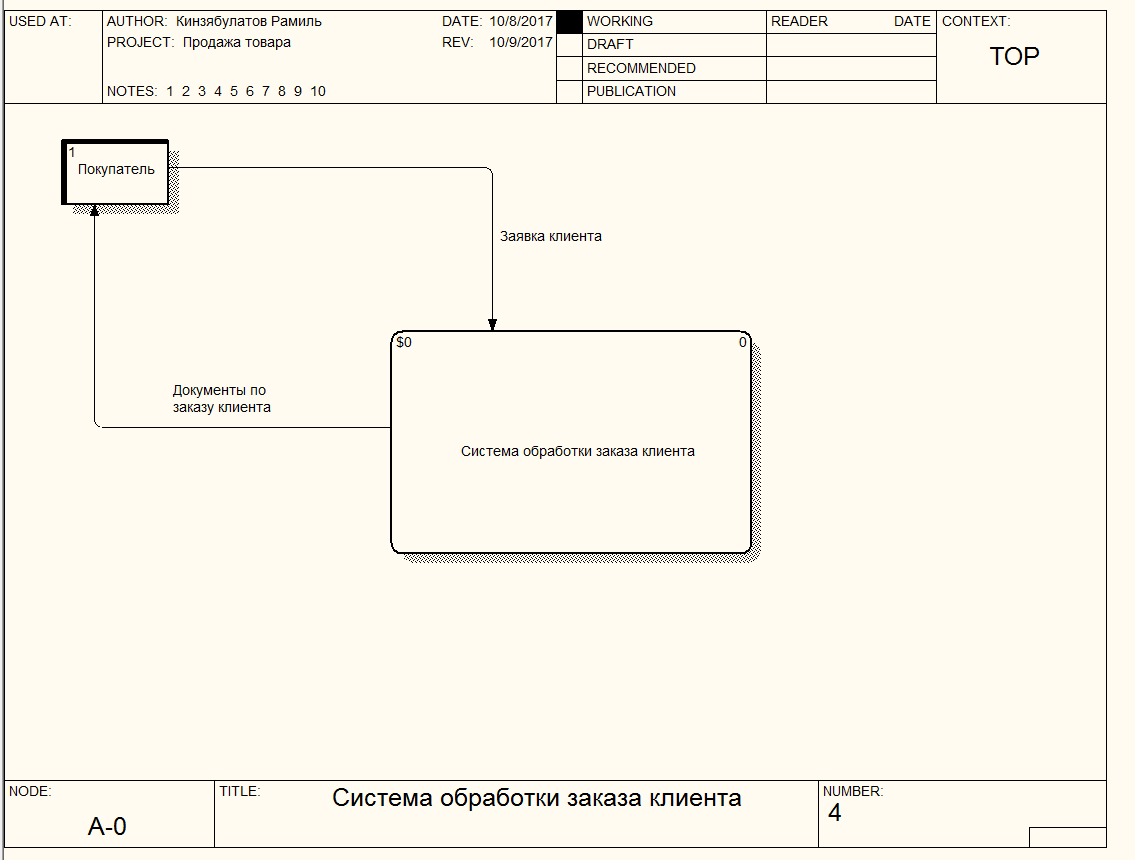 USED AT:
AUTHOR: Кинзябулатов Рамиль
DATE: 10/8/2017
PROJECT: Продажа товара
REV: 10/9/2017
NOTES: 1 2 3 4 5 6 7 8 9 10
WORKING
DRAFT
RECOMMENDED
PUBLICATION
READER DATE
CONTEXT:
TOP
1
Покупатель
Заявка клиента
$0 0
Система обработки заказа клиента
Документы по
заказу клиента
NODE:
A-0
TITLE:
Система обработки заказа клиента
NUMBER:
4